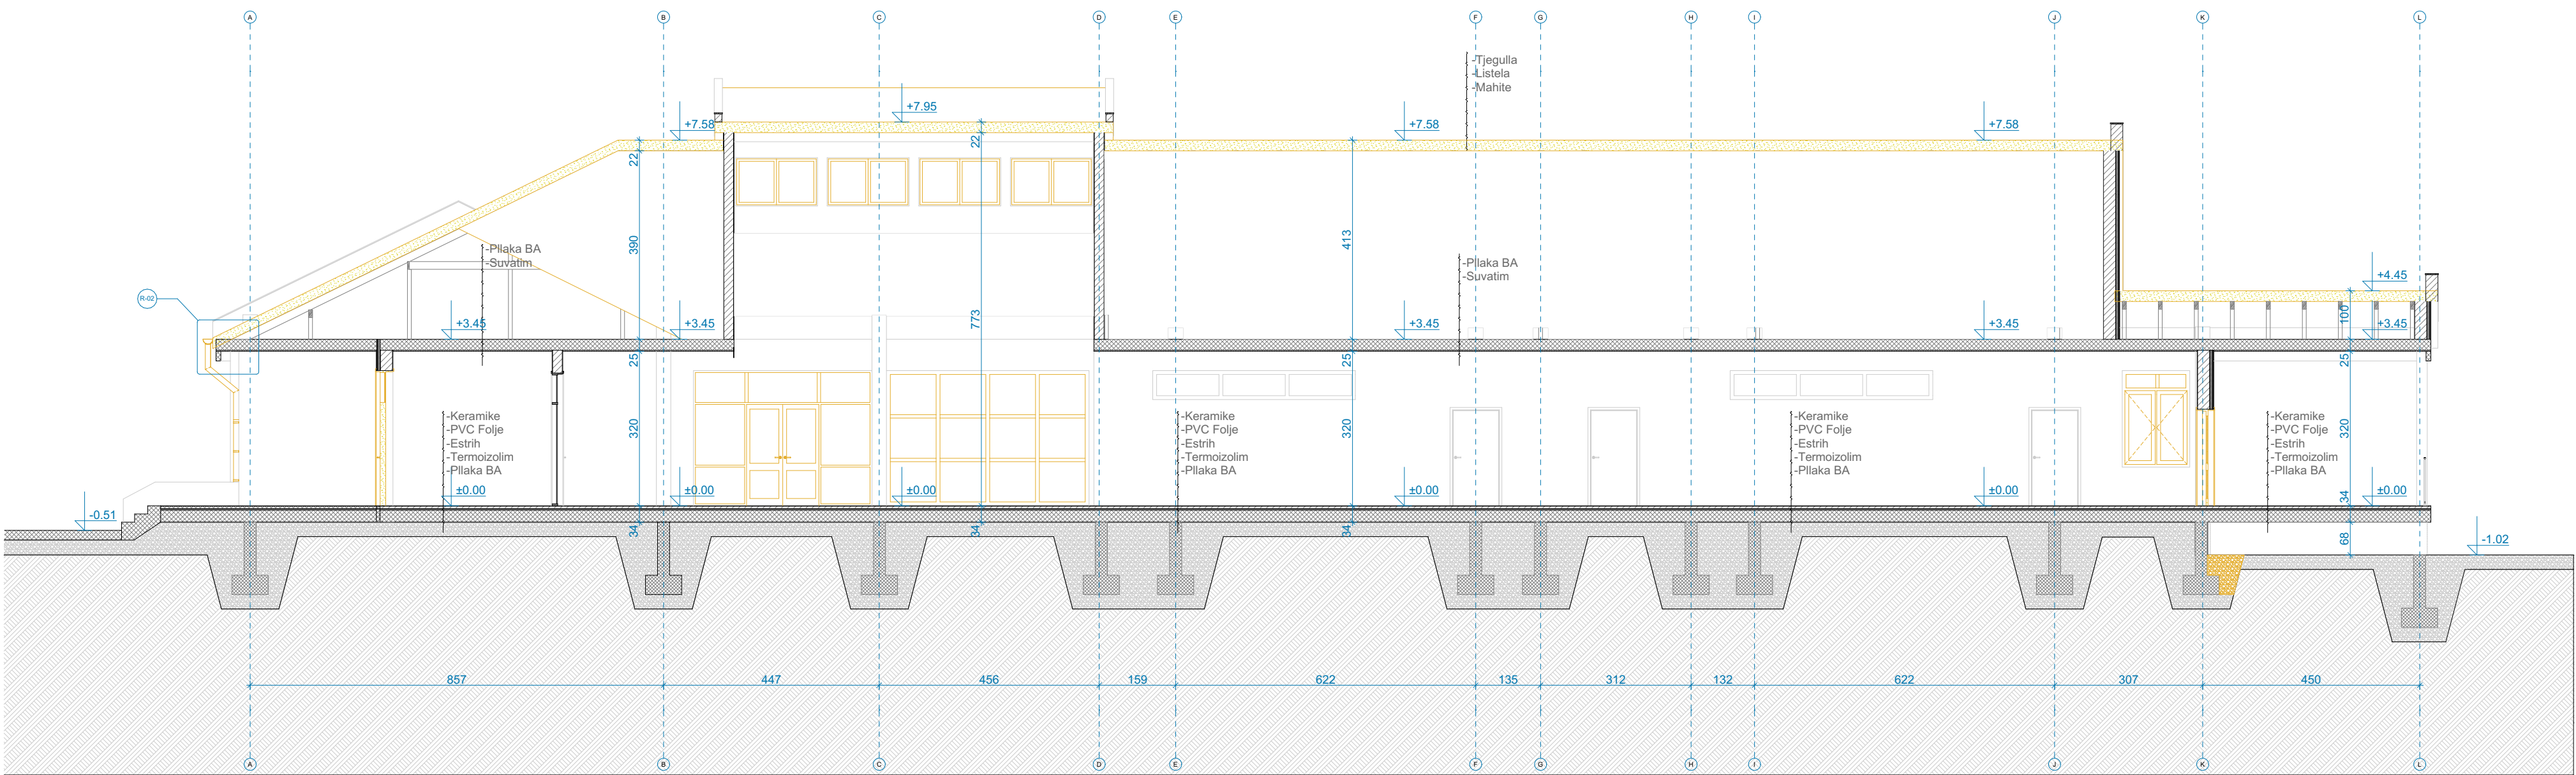 A B C D E F G H I J K L
-Tjegulla
-Listela
-Mahite
+7.95
+7.58
+7.58
+7.58
22
22
-Pllaka BA
-Suvatim
390
413
773
-Pllaka BA
-Suvatim
+4.45
R-02
100
+3.45
+3.45
+3.45
+3.45
+3.45
25
25
25
-Keramike
-PVC Folje
-Estrih
-Termoizolim
-Pllaka BA
320
-Keramike
-PVC Folje
-Estrih
-Termoizolim
-Pllaka BA
320
-Keramike
-PVC Folje
-Estrih
-Termoizolim
-Pllaka BA
-Keramike
-PVC Folje
-Estrih
-Termoizolim
-Pllaka BA
320
±0.00
±0.00
±0.00
±0.00
±0.00
±0.00
-0.51
34
34
34
34
68
-1.02
857 447 456 159 622 135 312 132 622 307 450
A B C D E F G H I J K L